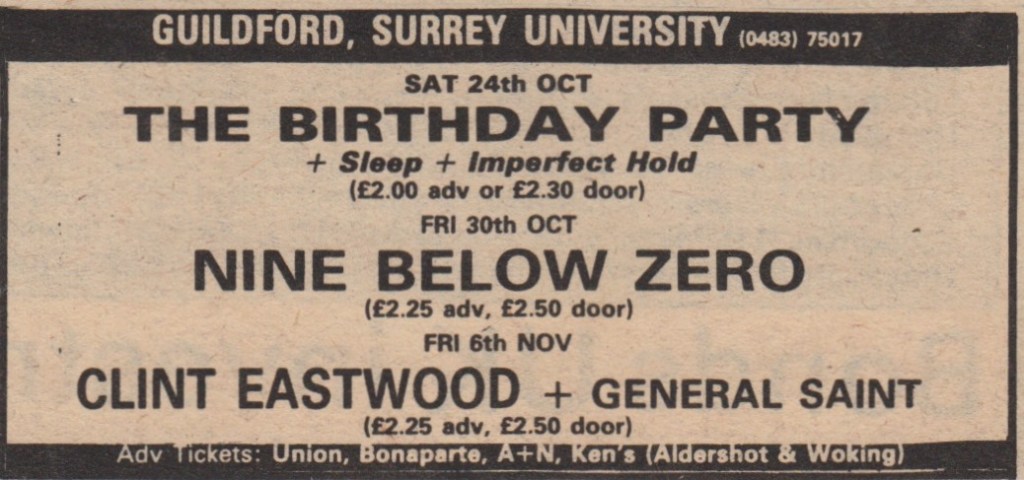 GUILDFORD, SURREY UNIVERSITY (0483) 75017
SAT 24th OCT
THE BIRTHDAY PARTY
+ Sleep + Imperfect Hold
(£2.00 adv or £2.30 door)
FRI 30th OCT
NINE BELOW ZERO
(£2.25 adv, £2.50 door)
FRI 6th NOV
CLINT EASTWOOD + GENERAL SAINT
(£2.25 adv, £2.50 door)
Adv Tickets: Union, Bonaparte, A+N, Ken's (Aldershot & Woking)